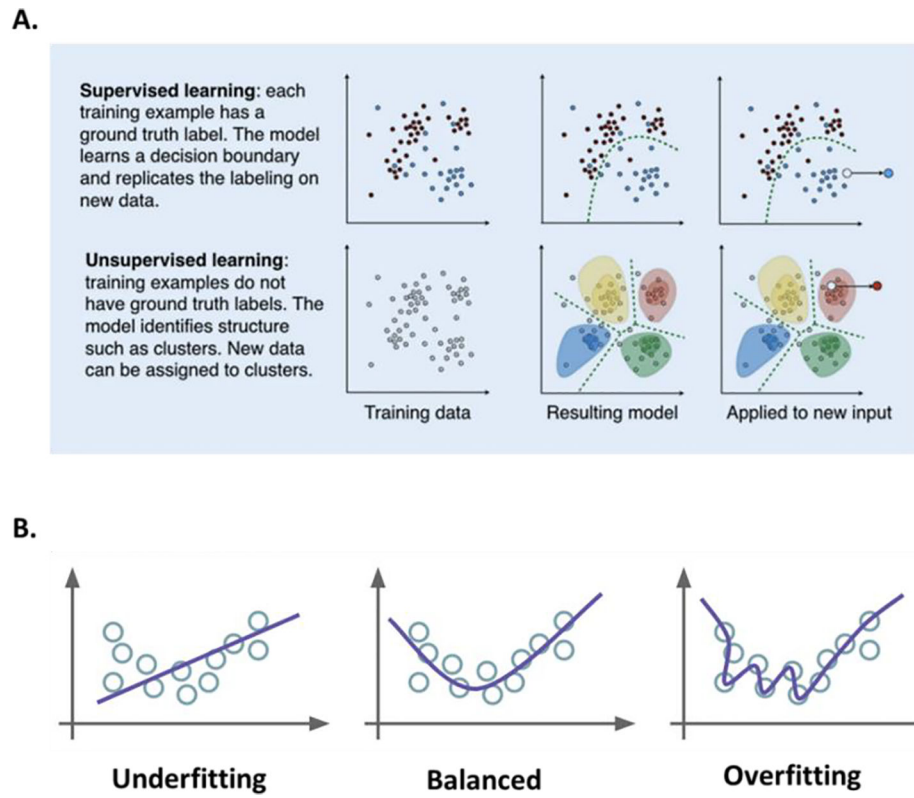 A.
Supervised learning: each
training example has a
ground truth label. The model
learns a decision boundary
and replicates the labeling on
new data.
Unsupervised learning:
training examples do not
have ground truth labels. The
model identifies structure
such as clusters. New data
can be assigned to clusters.
Training data
Resulting model
Applied to new input
B.
Underfitting
Balanced
Overfitting